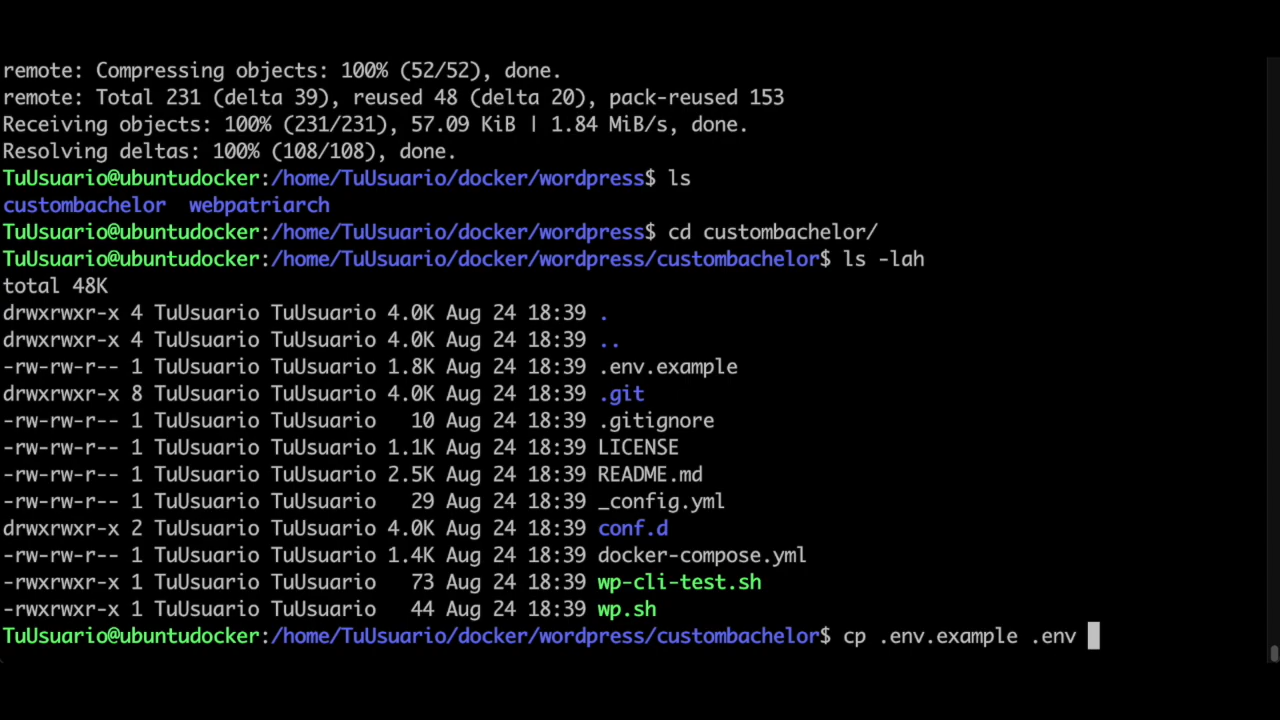 remote: Compressing objects: 100% (52/52), done.
remote: Total 231 (delta 39), reused 48 (delta 20), pack-reused 153
Receiving objects: 100% (231/231), 57.09 KiB | 1.84 MiB/s, done.
Resolving deltas: 100% (108/108), done.
TuUsuario@ubuntudocker:/home/TuUsuario/docker/wordpress$ ls
custombachelor  webpatriarch
TuUsuario@ubuntudocker:/home/TuUsuario/docker/wordpress$ cd custombachelor/
TuUsuario@ubuntudocker:/home/TuUsuario/docker/wordpress/custombachelor$ ls -lah
total 48K
drwxrwxr-x 4 TuUsuario TuUsuario 4.0K Aug 24 18:39 .
drwxrwxr-x 4 TuUsuario TuUsuario 4.0K Aug 24 18:39 ..
-rw-rw-r-- 1 TuUsuario TuUsuario 1.8K Aug 24 18:39 .env.example
drwxrwxr-x 8 TuUsuario TuUsuario 4.0K Aug 24 18:39 .git
-rw-rw-r-- 1 TuUsuario TuUsuario   10 Aug 24 18:39 .gitignore
-rw-rw-r-- 1 TuUsuario TuUsuario 1.1K Aug 24 18:39 LICENSE
-rw-rw-r-- 1 TuUsuario TuUsuario 2.5K Aug 24 18:39 README.md
-rw-rw-r-- 1 TuUsuario TuUsuario   29 Aug 24 18:39 _config.yml
drwxrwxr-x 2 TuUsuario TuUsuario 4.0K Aug 24 18:39 conf.d
-rw-rw-r-- 1 TuUsuario TuUsuario 1.4K Aug 24 18:39 docker-compose.yml
-rwxrwxr-x 1 TuUsuario TuUsuario   73 Aug 24 18:39 wp-cli-test.sh
-rwxrwxr-x 1 TuUsuario TuUsuario   44 Aug 24 18:39 wp.sh
TuUsuario@ubuntudocker:/home/TuUsuario/docker/wordpress/custombachelor$ cp .env.example .env